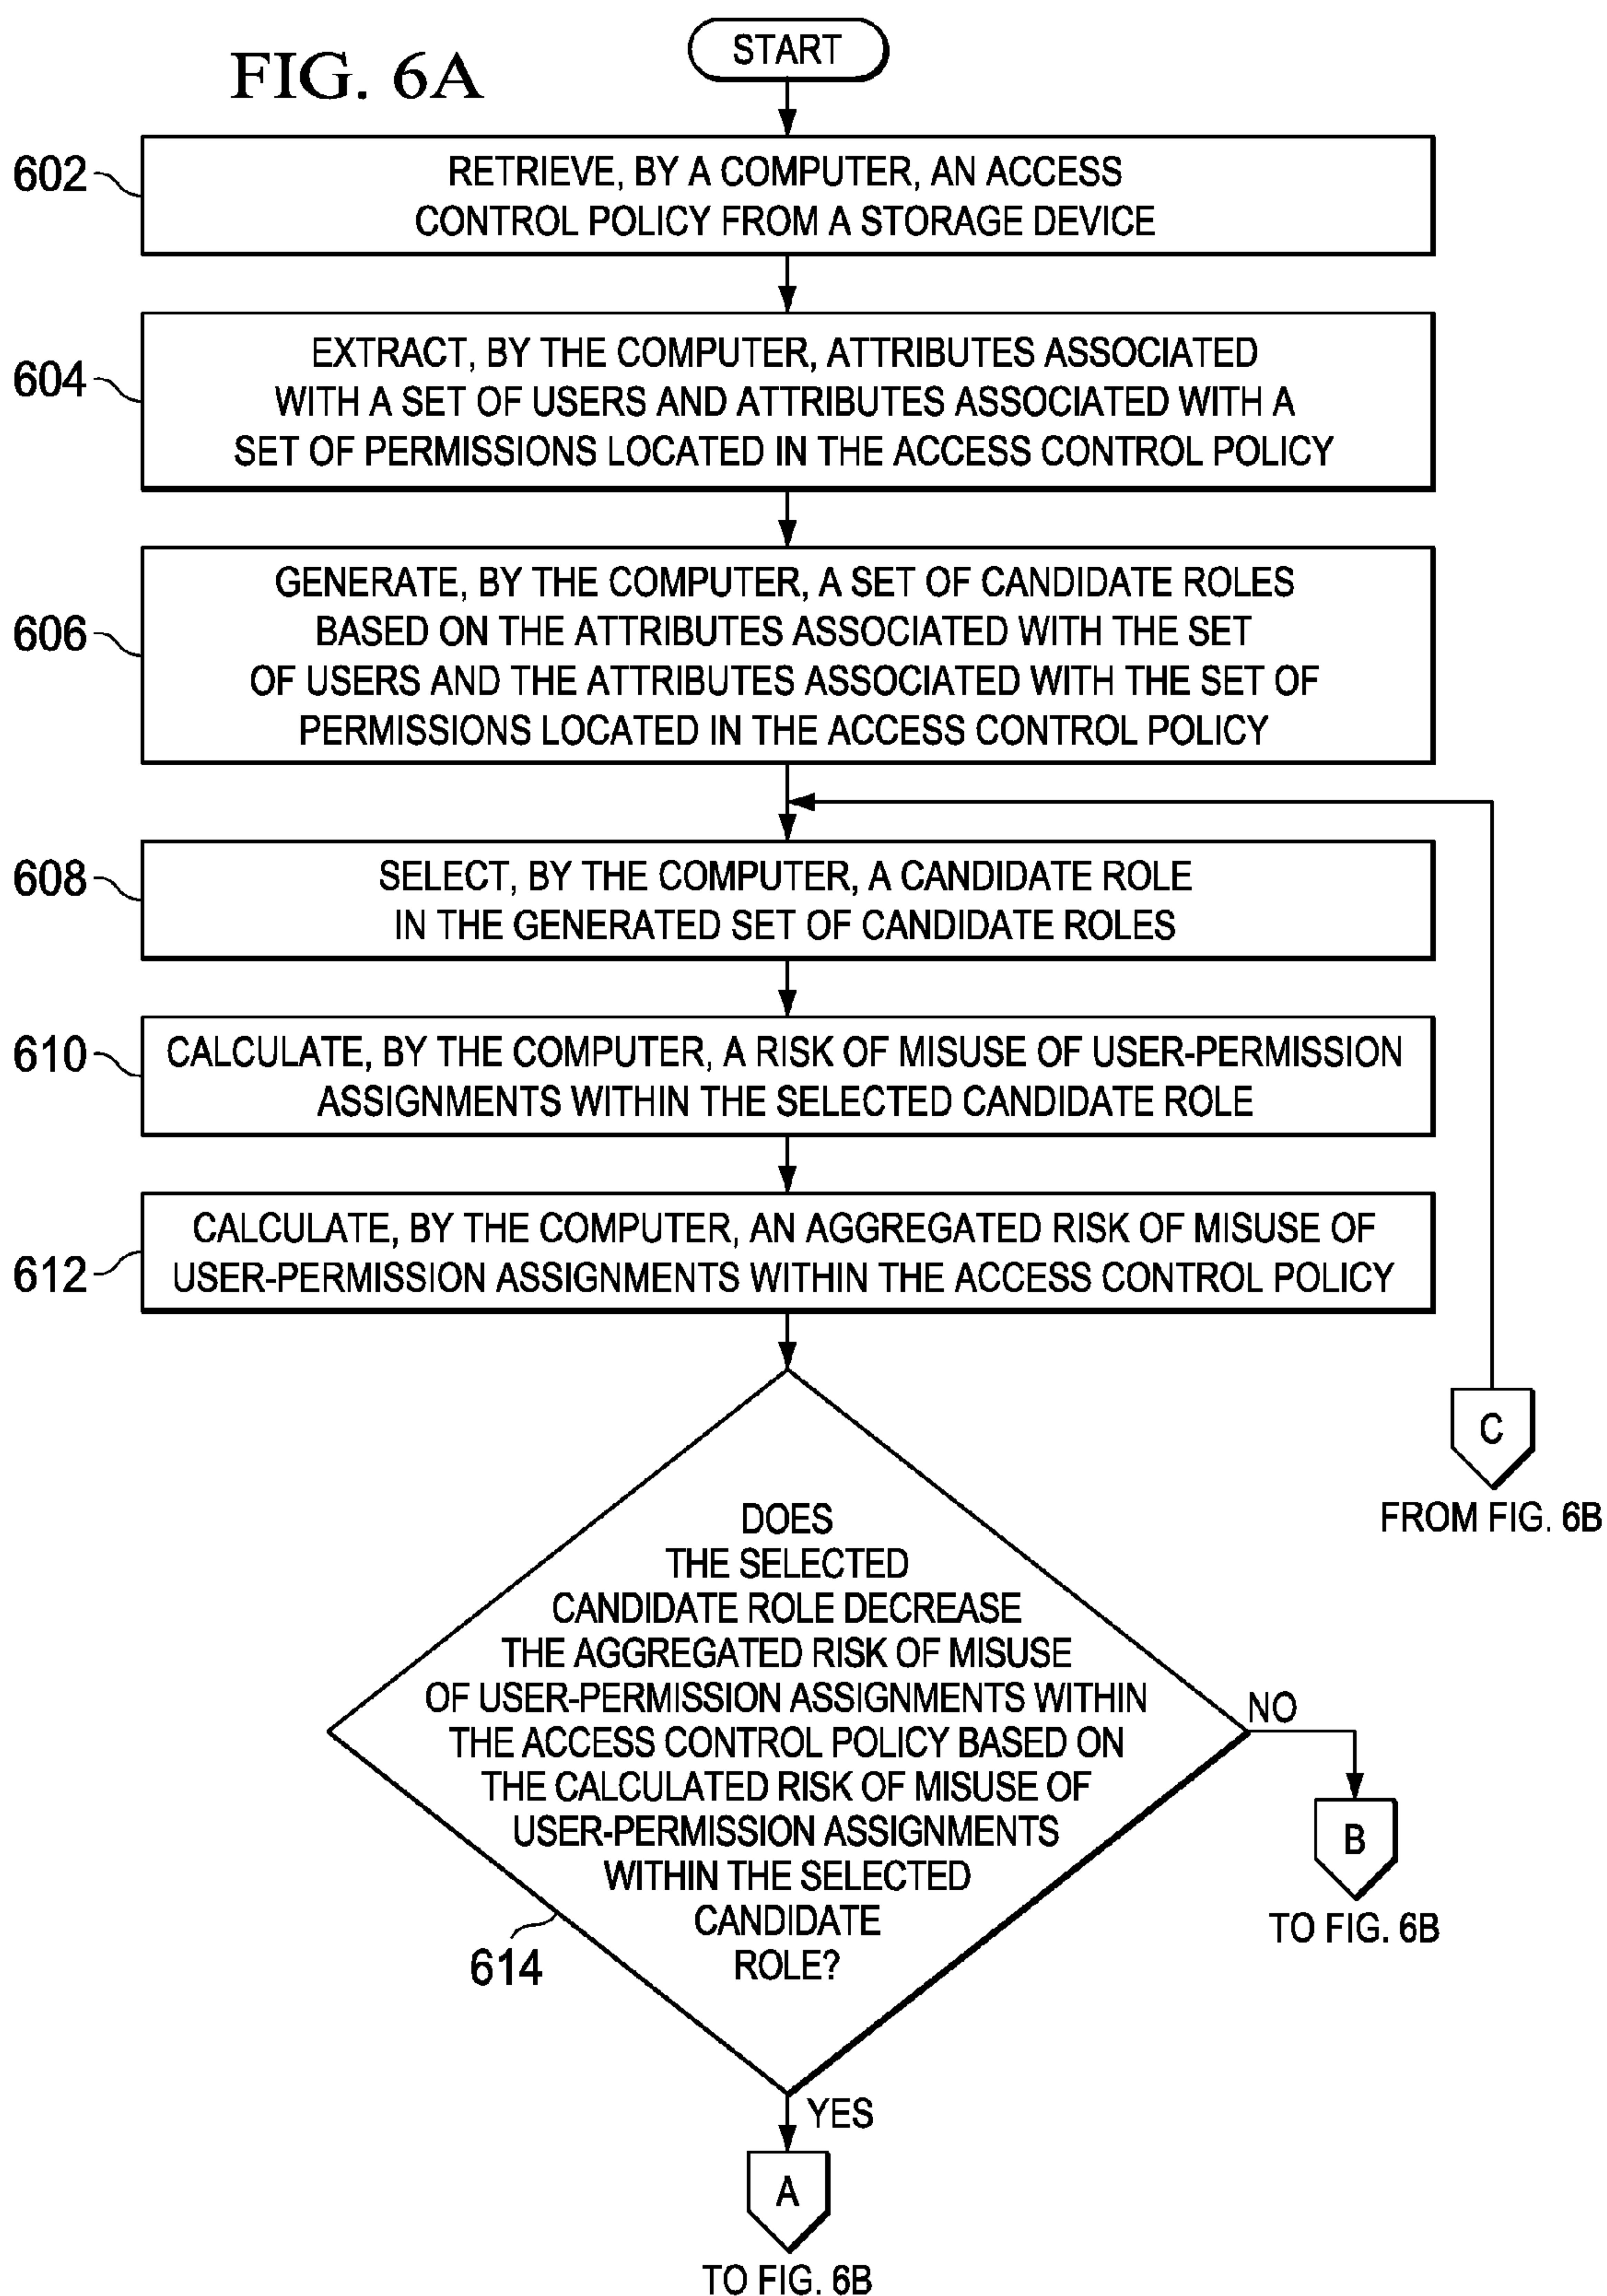 FIG. 6A
START
602
RETRIEVE, BY A COMPUTER, AN ACCESS
CONTROL POLICY FROM A STORAGE DEVICE
604
EXTRACT, BY THE COMPUTER, ATTRIBUTES ASSOCIATED
WITH A SET OF USERS AND ATTRIBUTES ASSOCIATED WITH A
SET OF PERMISSIONS LOCATED IN THE ACCESS CONTROL POLICY
606
GENERATE, BY THE COMPUTER, A SET OF CANDIDATE ROLES
BASED ON THE ATTRIBUTES ASSOCIATED WITH THE SET
OF USERS AND THE ATTRIBUTES ASSOCIATED WITH THE SET OF
PERMISSIONS LOCATED IN THE ACCESS CONTROL POLICY
608
SELECT, BY THE COMPUTER, A CANDIDATE ROLE
IN THE GENERATED SET OF CANDIDATE ROLES
610
CALCULATE, BY THE COMPUTER, A RISK OF MISUSE OF USER-PERMISSION
ASSIGNMENTS WITHIN THE SELECTED CANDIDATE ROLE
612
CALCULATE, BY THE COMPUTER, AN AGGREGATED RISK OF MISUSE OF
USER-PERMISSION ASSIGNMENTS WITHIN THE ACCESS CONTROL POLICY
C
FROM FIG. 6B
DOES
THE SELECTED
CANDIDATE ROLE DECREASE
THE AGGREGATED RISK OF MISUSE
OF USER-PERMISSION ASSIGNMENTS WITHIN
THE ACCESS CONTROL POLICY BASED ON
THE CALCULATED RISK OF MISUSE OF
USER-PERMISSION ASSIGNMENTS
WITHIN THE SELECTED
CANDIDATE
ROLE?
614
NO
B
TO FIG. 6B
YES
A
TO FIG. 6B